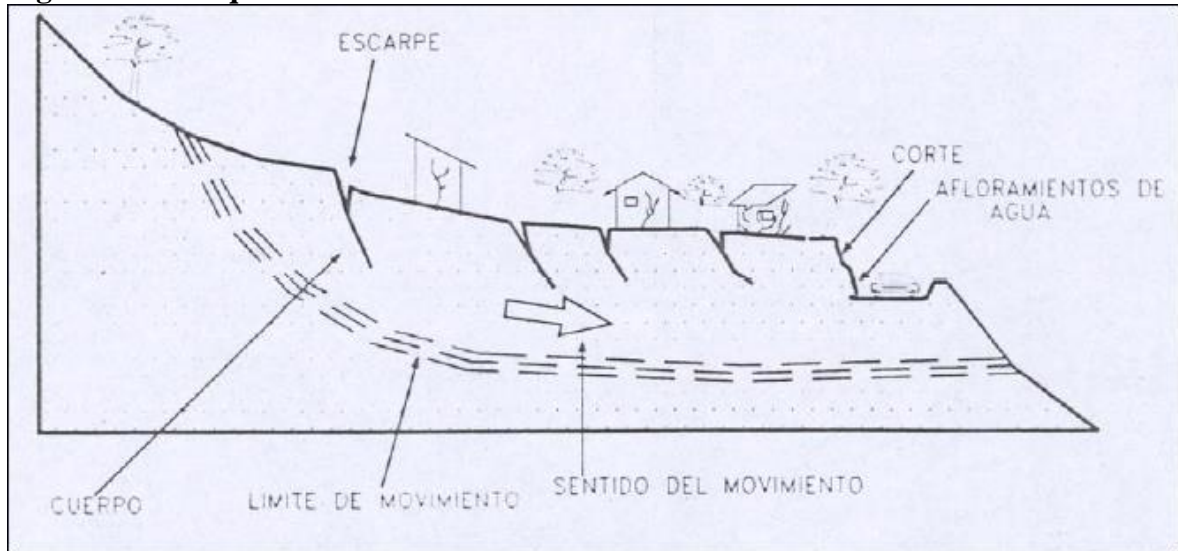 ESCARPE
CORTE
AFLORAMIENTOS DE
AGUA
CUERPO
LIMITE DE MOVIMIENTO
SENTIDO DEL MOVIMIENTO